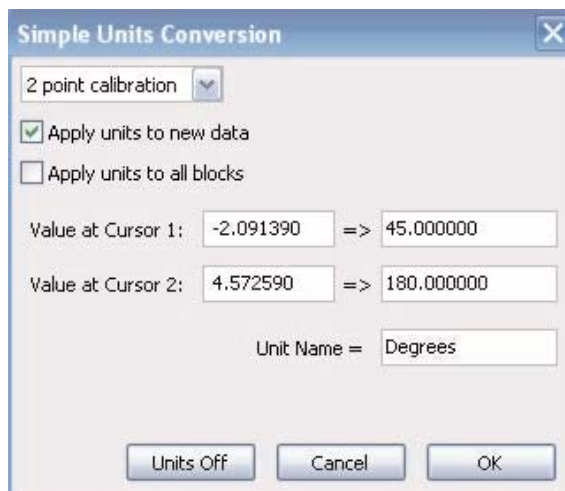 Simple Units Conversion
2 point calibration
Apply units to new data
Apply units to all blocks
Value at Cursor 1: -2.091390 => 45.000000
Value at Cursor 2: 4.572590 => 180.000000
Unit Name = Degrees
Units Off Cancel OK